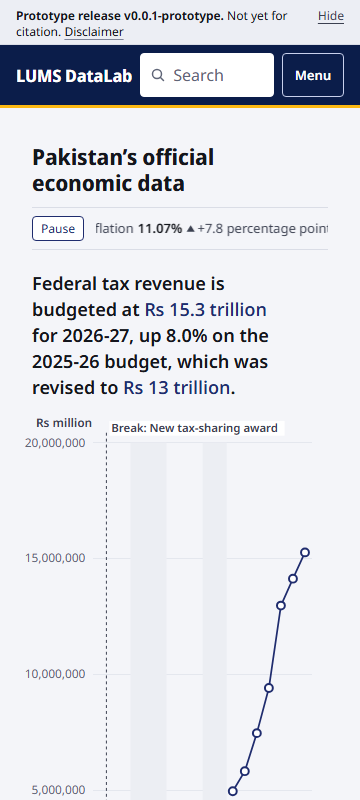 Prototype release v0.0.1-prototype. Not yet for
citation. Disclaimer
Hide
LUMS DataLab
Search
Menu
Pakistan’s official
economic data
Pause
flation 11.07% ▲ +7.8 percentage point
Federal tax revenue is
budgeted at Rs 15.3 trillion
for 2026-27, up 8.0% on the
2025-26 budget, which was
revised to Rs 13 trillion.
Rs million
Break: New tax-sharing award
20,000,000
15,000,000
10,000,000
5,000,000